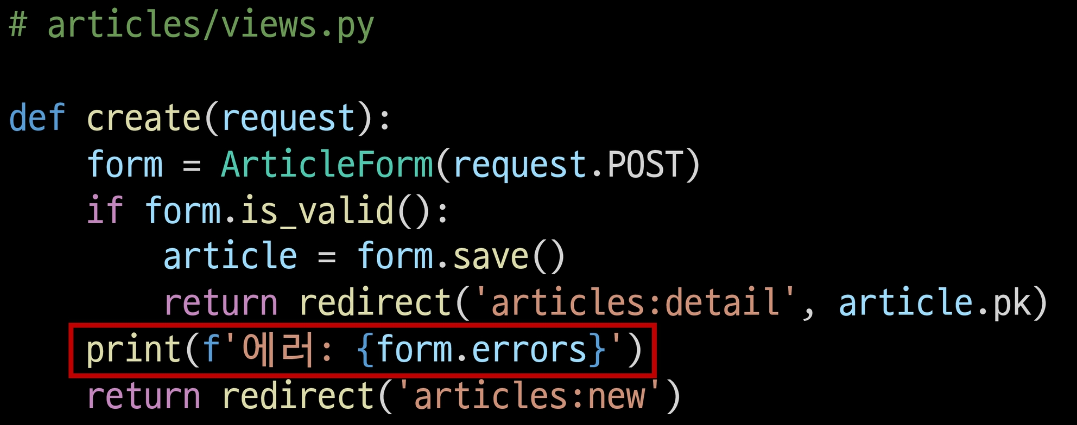 # articles/views.py
def create(request):
    form = ArticleForm(request.POST)
    if form.is_valid():
        article = form.save()
        return redirect('articles:detail', article.pk)
    print(f'에러: {form.errors}')
    return redirect('articles:new')